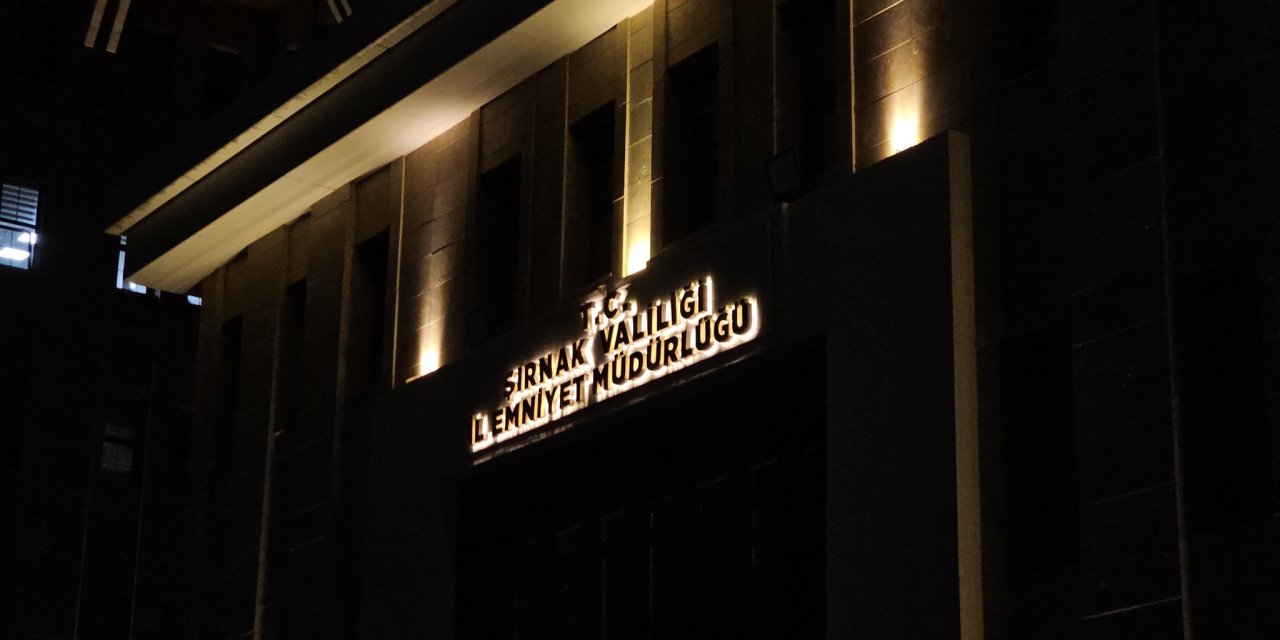 T.C.
ŞIRNAK VALİLİĞİ
İL EMNİYET MÜDÜRLÜĞÜ